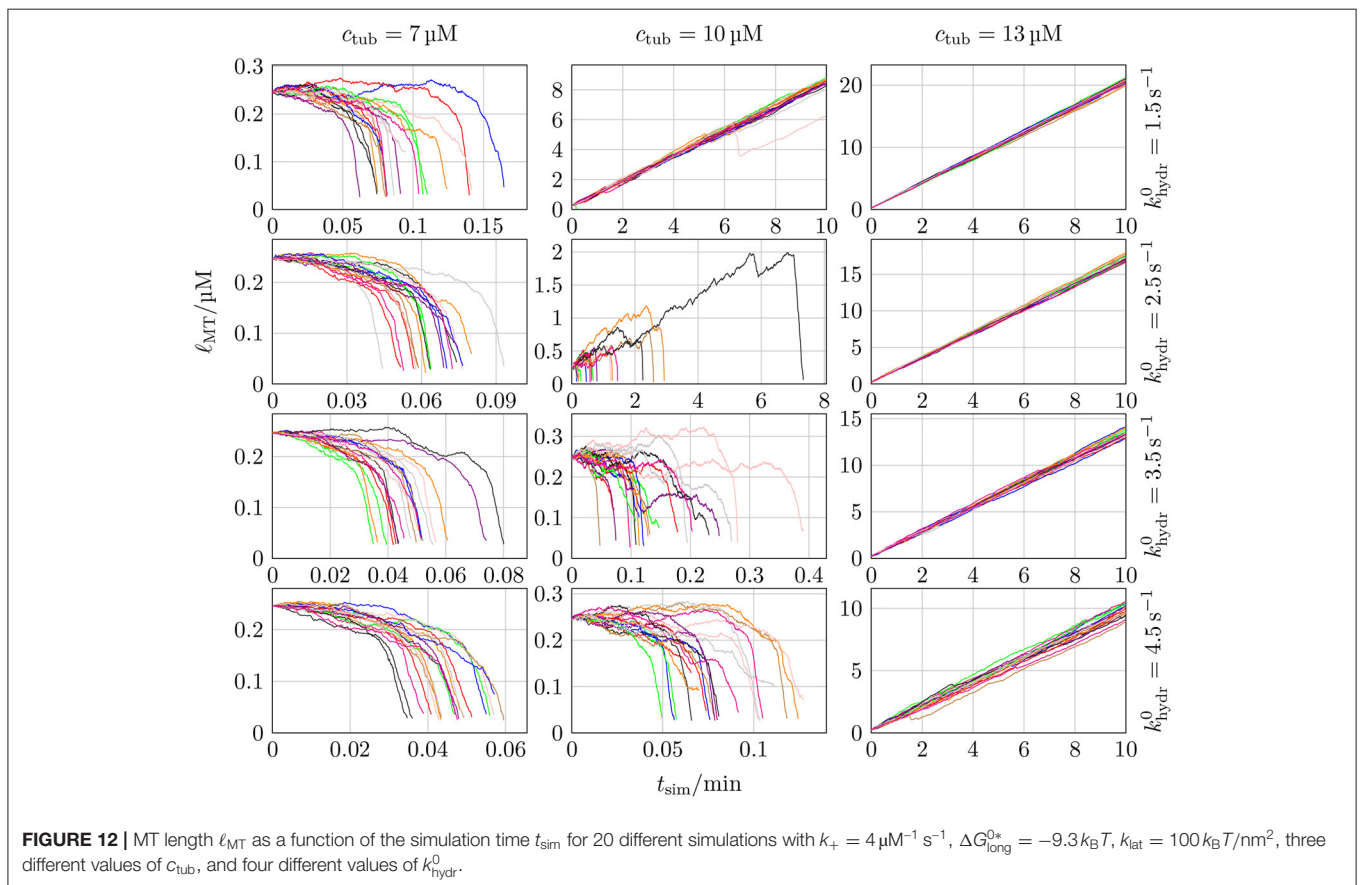 c_tub = 7 µM
c_tub = 10 µM
c_tub = 13 µM
0.3
0.2
0.1
0
0 0.05 0.1 0.15
8
6
4
2
0
0 2 4 6 8 10
20
10
0
0 2 4 6 8 10
k⁰_hydr = 1.5 s⁻¹
ℓ_MT/µM
0.2
0.1
0
0 0.03 0.06 0.09
2
1.5
1
0.5
0
0 2 4 6 8
15
10
5
0
0 2 4 6 8 10
k⁰_hydr = 2.5 s⁻¹
0.2
0.1
0
0 0.02 0.04 0.06 0.08
0.3
0.2
0.1
0
0 0.1 0.2 0.3 0.4
15
10
5
0
0 2 4 6 8 10
k⁰_hydr = 3.5 s⁻¹
0.2
0.1
0
0 0.02 0.04 0.06
0.3
0.2
0.1
0
0 0.05 0.1
10
5
0
0 2 4 6 8 10
k⁰_hydr = 4.5 s⁻¹
t_sim/min
FIGURE 12 | MT length ℓ_MT as a function of the simulation time t_sim for 20 different simulations with k₊ = 4 µM⁻¹ s⁻¹, ΔG^0*_long = −9.3 k_BT, k_lat = 100 k_BT/nm², three
different values of c_tub, and four different values of k⁰_hydr.